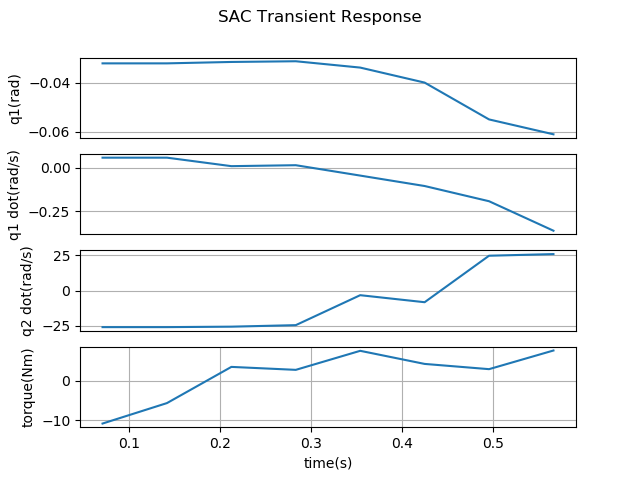 SAC Transient Response
q1(rad)
−0.04
−0.06
q1 dot(rad/s)
0.00
−0.25
q2 dot(rad/s)
25
0
−25
torque(Nm)
0
−10
0.1 0.2 0.3 0.4 0.5
time(s)